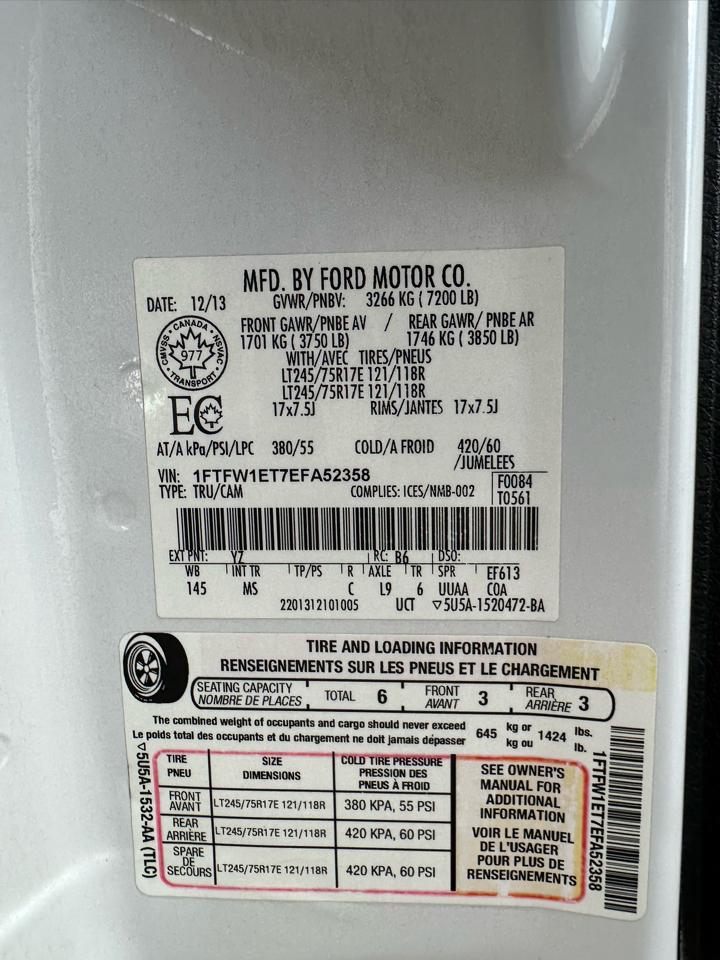 MFD. BY FORD MOTOR CO.
DATE: 12/13 GVWR/PNBV: 3266 KG ( 7200 LB)
FRONT GAWR/PNBE AV / REAR GAWR/ PNBE AR
1701 KG ( 3750 LB) 1746 KG ( 3850 LB)
WITH/AVEC TIRES/PNEUS
LT245/75R17E 121/118R
LT245/75R17E 121/118R
17x7.5J RIMS/JANTES 17x7.5J
CANADA
CMVSS NSVAC
977
TRANSPORT
EC
AT/A kPa/PSI/LPC 380/55 COLD/A FROID 420/60
/JUMELEES
VIN: 1FTFW1ET7EFA52358
TYPE: TRU/CAM COMPLIES: ICES/NMB-002
F0084
T0561
EXT PNT: YZ RC: B6 DSO:
WB INT TR TP/PS R AXLE TR SPR EF613
145 MS C L9 6 UUAA COA
2201312101005 UCT ▽5U5A-1520472-BA
TIRE AND LOADING INFORMATION
RENSEIGNEMENTS SUR LES PNEUS ET LE CHARGEMENT
SEATING CAPACITY
NOMBRE DE PLACES
TOTAL 6
FRONT
AVANT 3
REAR
ARRIÈRE 3
The combined weight of occupants and cargo should never exceed
Le poids total des occupants et du chargement ne doit jamais dépasser
645 kg or
kg ou
1424 lbs.
lb.
TIRE
PNEU
SIZE
DIMENSIONS
COLD TIRE PRESSURE
PRESSION DES
PNEUS À FROID
FRONT
AVANT
LT245/75R17E 121/118R 380 KPA, 55 PSI
REAR
ARRIÈRE
LT245/75R17E 121/118R 420 KPA, 60 PSI
SPARE
DE
SECOURS
LT245/75R17E 121/118R 420 KPA, 60 PSI
SEE OWNER'S
MANUAL FOR
ADDITIONAL
INFORMATION
VOIR LE MANUEL
DE L'USAGER
POUR PLUS DE
RENSEIGNEMENTS
▽5U5A-1532-AA (TLC)
1FTFW1ET7EFA52358